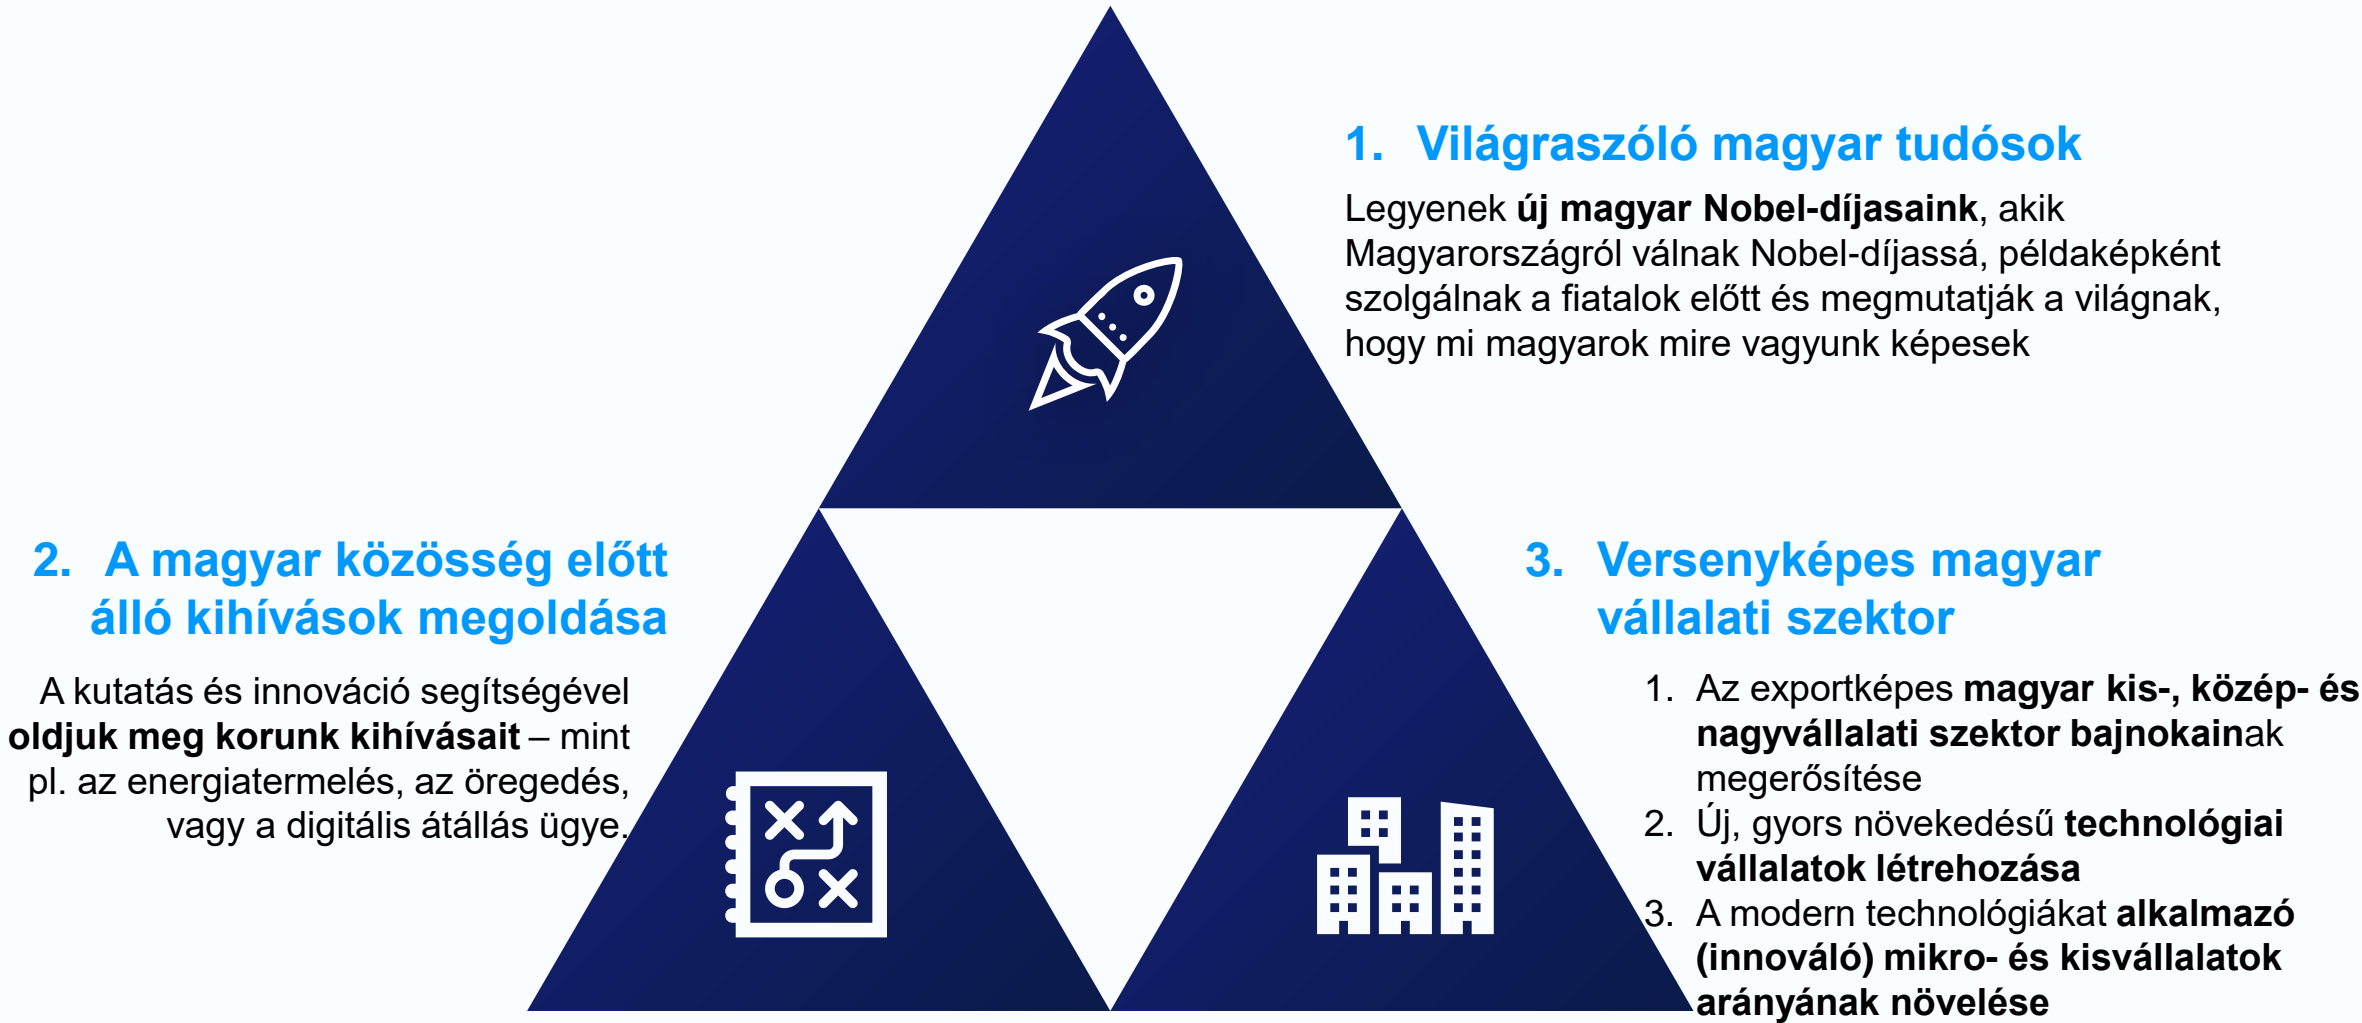 1. Világraszóló magyar tudósok
Legyenek új magyar Nobel-díjasaink, akik
Magyarországról válnak Nobel-díjassá, példaképként
szolgálnak a fiatalok előtt és megmutatják a világnak,
hogy mi magyarok mire vagyunk képesek
2. A magyar közösség előtt
álló kihívások megoldása
A kutatás és innováció segítségével
oldjuk meg korunk kihívásait – mint
pl. az energiatermelés, az öregedés,
vagy a digitális átállás ügye.
3. Versenyképes magyar
vállalati szektor
1. Az exportképes magyar kis-, közép- és
nagyvállalati szektor bajnokainak
megerősítése
2. Új, gyors növekedésű technológiai
vállalatok létrehozása
3. A modern technológiákat alkalmazó
(innováló) mikro- és kisvállalatok
arányának növelése